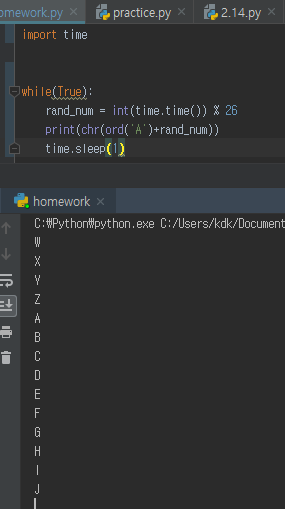 omework.py × practice.py × 2.14.py ×
import time
while(True):
rand_num = int(time.time()) % 26
print(chr(ord('A')+rand_num))
time.sleep(1)
homework ×
C:₩Python₩python.exe C:/Users/kdk/Document
W
X
Y
Z
A
B
C
D
E
F
G
H
I
J